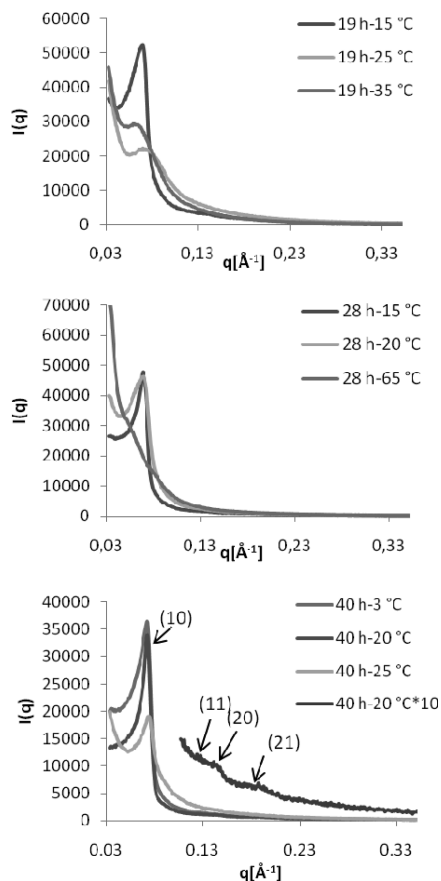 60000
50000
40000
30000
20000
10000
0
I(q)
19 h-15 °C
19 h-25 °C
19 h-35 °C
0,03 0,13 0,23 0,33
q[Å-1]
70000
60000
50000
40000
30000
20000
10000
0
I(q)
28 h-15 °C
28 h-20 °C
28 h-65 °C
0,03 0,13 0,23 0,33
q[Å-1]
40000
35000
30000
25000
20000
15000
10000
5000
0
I(q)
(10)
40 h-3 °C
40 h-20 °C
40 h-25 °C
40 h-20 °C*10
(11) (20)
(21)
0.03 0,13 0,23 0,33
q[Å-1]